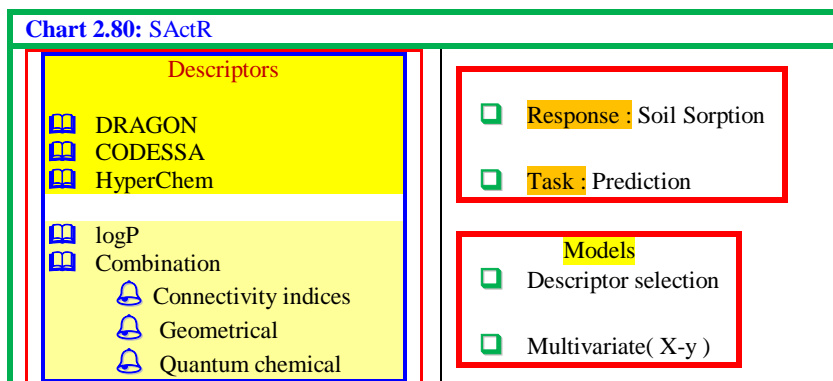 Chart 2.80: SActR
Descriptors
DRAGON
CODESSA
HyperChem
logP
Combination
Connectivity indices
Geometrical
Quantum chemical
Response : Soil Sorption
Task : Prediction
Models
Descriptor selection
Multivariate( X-y )